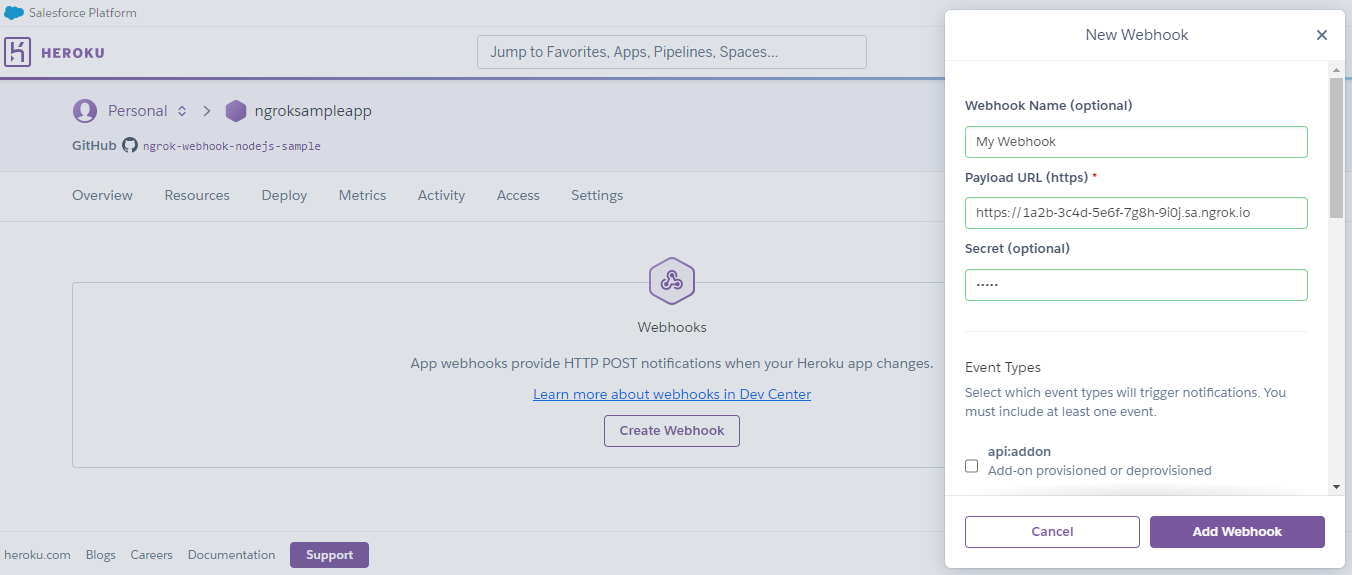 Salesforce Platform
HEROKU
Jump to Favorites, Apps, Pipelines, Spaces...
Personal
ngroksampleapp
GitHub ngrok-webhook-nodejs-sample
Overview Resources Deploy Metrics Activity Access Settings
Webhooks
App webhooks provide HTTP POST notifications when your Heroku app changes.
Learn more about webhooks in Dev Center
Create Webhook
heroku.com Blogs Careers Documentation Support
New Webhook
Webhook Name (optional)
My Webhook
Payload URL (https) *
https://1a2b-3c4d-5e6f-7g8h-9i0j.sa.ngrok.io
Secret (optional)
•••••
Event Types
Select which event types will trigger notifications. You
must include at least one event.
api:addon
Add-on provisioned or deprovisioned
Cancel Add Webhook